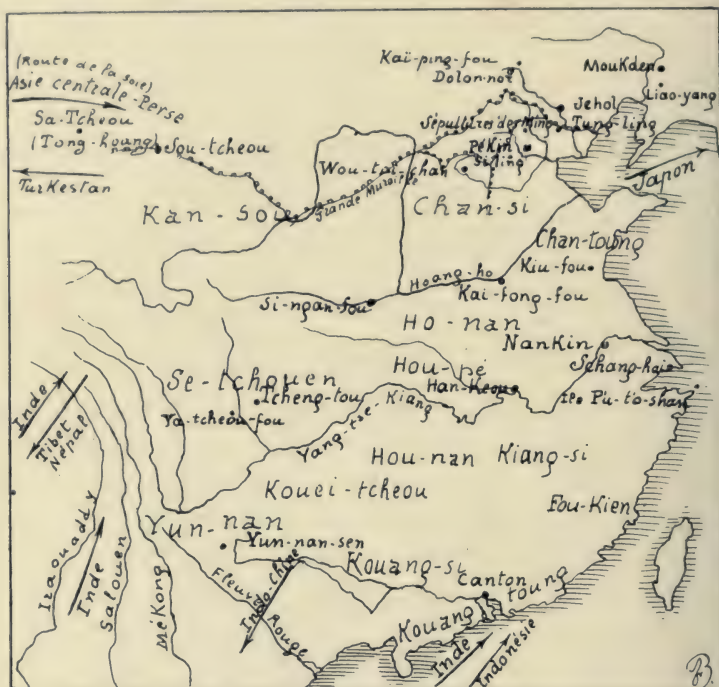 (Route de la soie)
Asie centrale-Perse
Sa-Tcheou
(Tong-houang)
Sou-tcheou
Turkestan
Kaï-ping-fou
Dolon-nor
Moukden
Liao-yang
Jehol
Tung-ling
Sépultures des Ming
Pékin
Si-ling
Wou-tai-chan
Grande Muraille
Japon
Kan-sou
Chan-si
Chan-toung
Hoang-ho
Kiu-fou
Si-ngan-fou
Kai-fong-fou
Ho-nan
NanKin
Schang-hai
Hou-pé
Se-tchouen
Tcheng-tou
Han-Keou
Ie
Pu-to-shan
Ya-tcheou-fou
Yang-tse-Kiang
Inde
Tibet
Népal
Hou-nan
Kiang-si
Kouei-tcheou
Fou-Kien
Yun-nan
Yun-nan-sen
Kouang-si
Canton
Kouang-toung
Iraouaddy
Inde
Salouen
MéKong
Fleuve Rouge
Indo-Chine
Inde
Indonésie